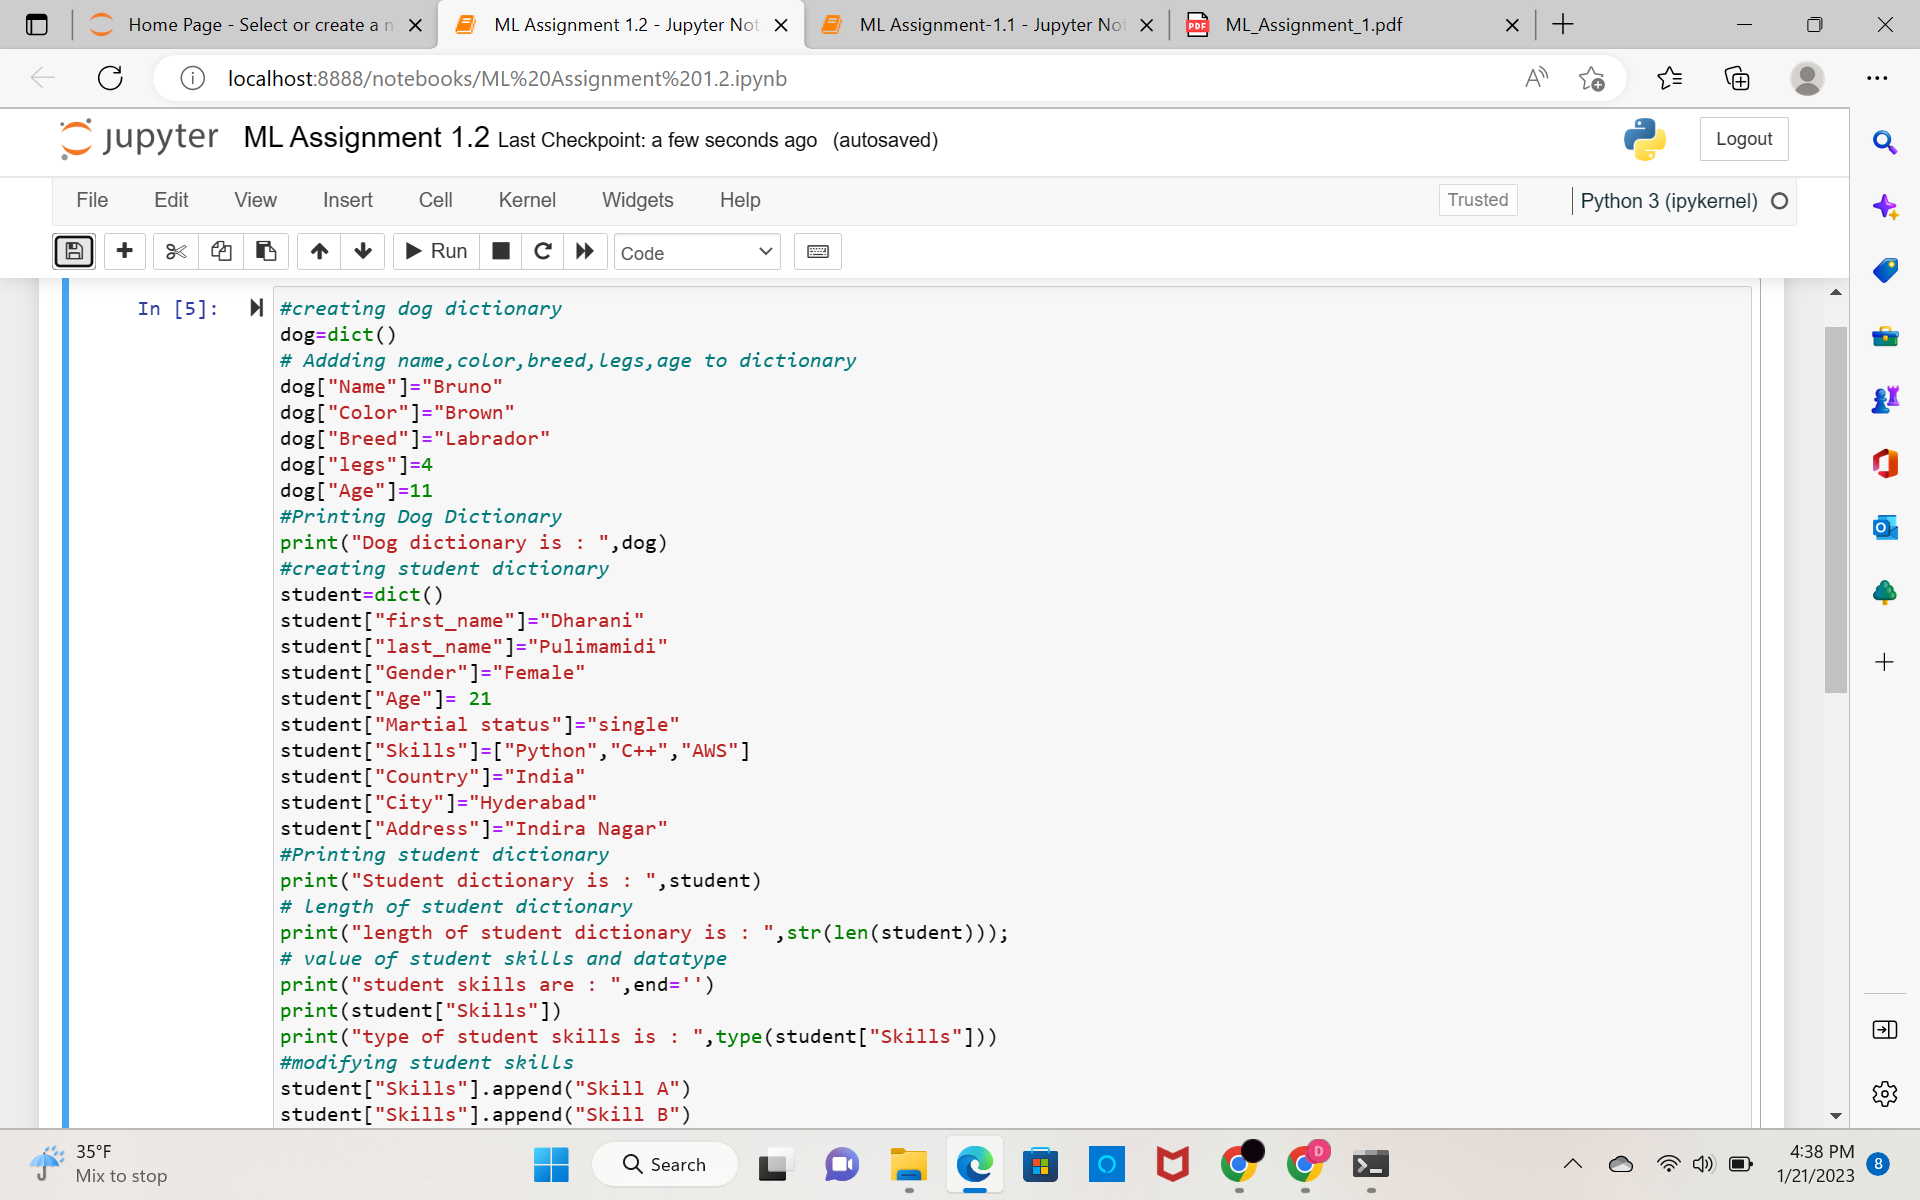 Home Page - Select or create a n
ML Assignment 1.2 - Jupyter Not
ML Assignment-1.1 - Jupyter Not
PDF
ML_Assignment_1.pdf
localhost:8888/notebooks/ML%20Assignment%201.2.ipynb
jupyter ML Assignment 1.2 Last Checkpoint: a few seconds ago (autosaved)
Logout
File Edit View Insert Cell Kernel Widgets Help
Trusted
Python 3 (ipykernel)
Run
Code
In [5]:
#creating dog dictionary
dog=dict()
# Addding name,color,breed,legs,age to dictionary
dog["Name"]="Bruno"
dog["Color"]="Brown"
dog["Breed"]="Labrador"
dog["legs"]=4
dog["Age"]=11
#Printing Dog Dictionary
print("Dog dictionary is : ",dog)
#creating student dictionary
student=dict()
student["first_name"]="Dharani"
student["last_name"]="Pulimamidi"
student["Gender"]="Female"
student["Age"]= 21
student["Martial status"]="single"
student["Skills"]=["Python","C++","AWS"]
student["Country"]="India"
student["City"]="Hyderabad"
student["Address"]="Indira Nagar"
#Printing student dictionary
print("Student dictionary is : ",student)
# length of student dictionary
print("length of student dictionary is : ",str(len(student)));
# value of student skills and datatype
print("student skills are : ",end='')
print(student["Skills"])
print("type of student skills is : ",type(student["Skills"]))
#modifying student skills
student["Skills"].append("Skill A")
student["Skills"].append("Skill B")
35°F
Mix to stop
Search
D
4:38 PM
1/21/2023
8